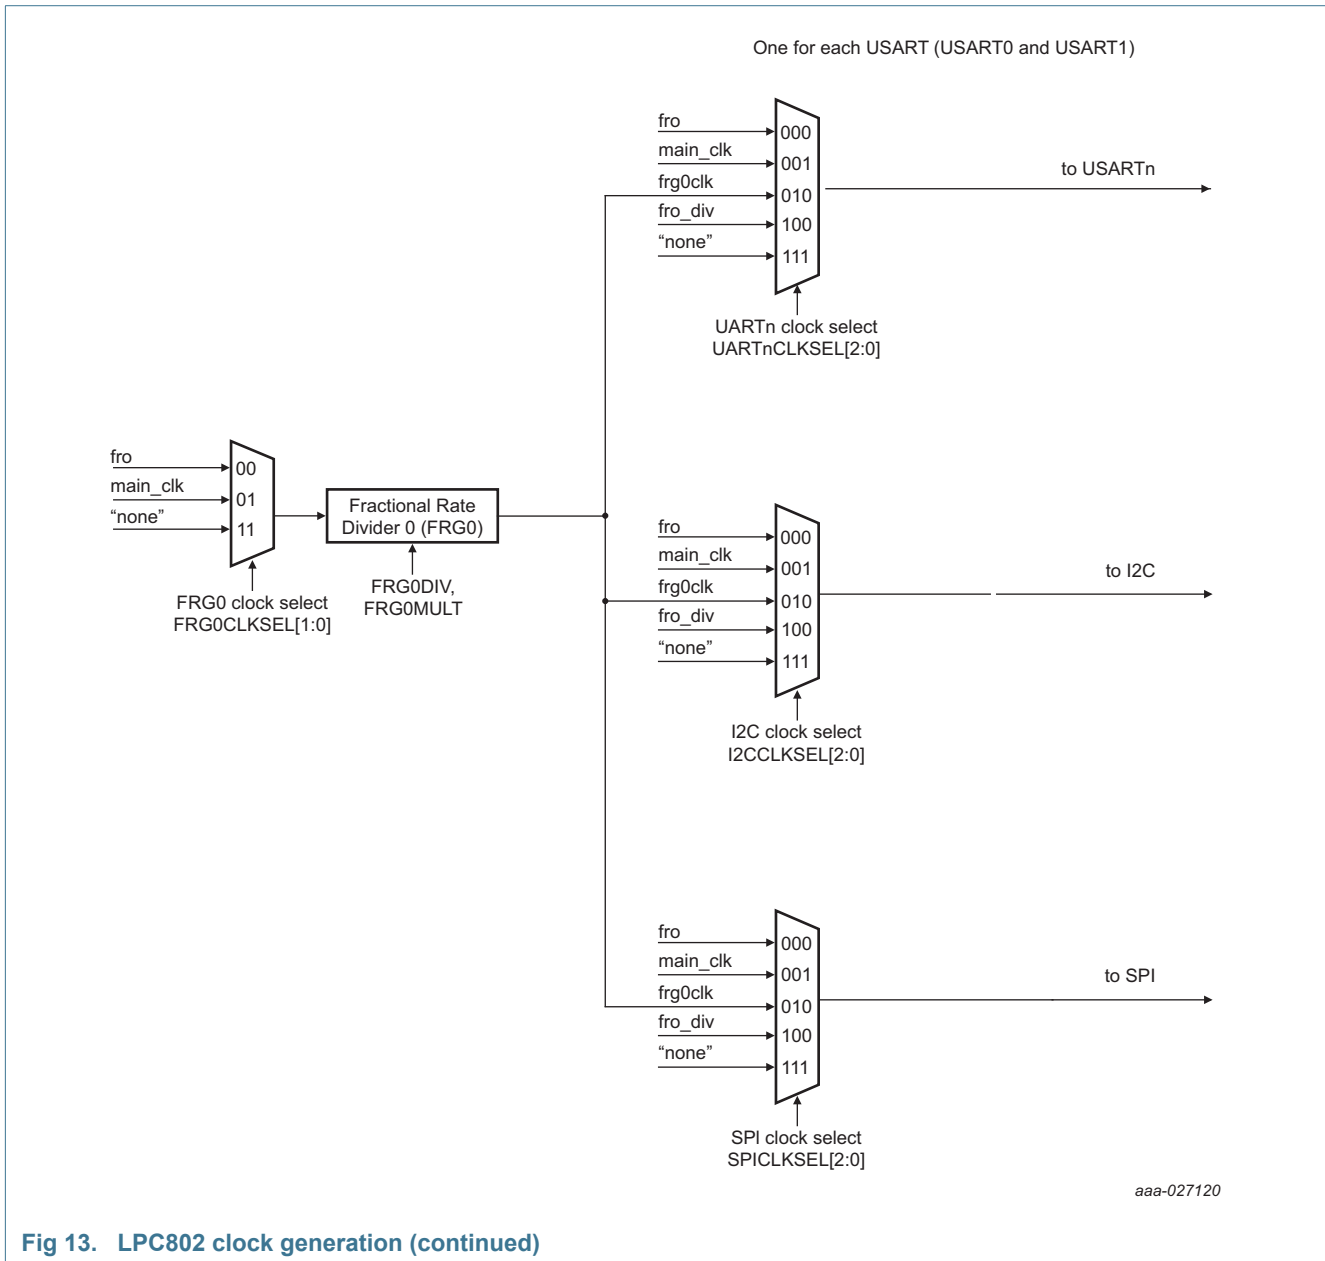 One for each USART (USART0 and USART1)
fro
000
main_clk
001
to USARTn
frg0clk
010
fro_div
100
“none”
111
UARTn clock select
UARTnCLKSEL[2:0]
fro
00
main_clk
01
“none”
11
Fractional Rate
Divider 0 (FRG0)
FRG0 clock select
FRG0CLKSEL[1:0]
FRG0DIV,
FRG0MULT
fro
000
main_clk
001
to I2C
frg0clk
010
fro_div
100
“none”
111
I2C clock select
I2CCLKSEL[2:0]
fro
000
main_clk
001
to SPI
frg0clk
010
fro_div
100
“none”
111
SPI clock select
SPICLKSEL[2:0]
aaa-027120
Fig 13. LPC802 clock generation (continued)